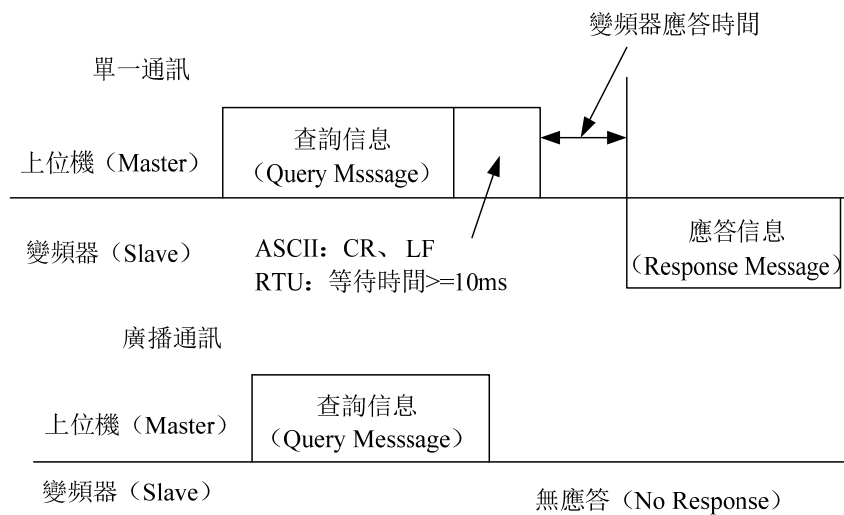 變頻器應答時間
單一通訊
查詢信息
（Query Msssage）
上位機（Master）
應答信息
（Response Message）
變頻器（Slave）
ASCII：CR、LF
RTU：等待時間>=10ms
廣播通訊
查詢信息
（Query Messsage）
上位機（Master）
變頻器（Slave）
無應答（No Response）